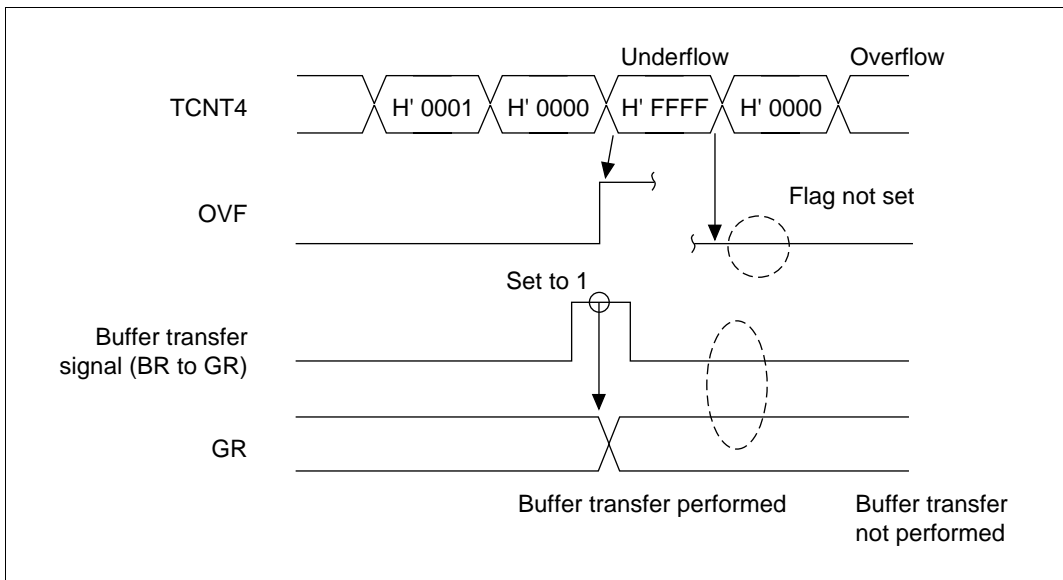 Underflow Overflow
TCNT4 H' 0001 H' 0000 H' FFFF H' 0000
OVF
Flag not set
Set to 1
Buffer transfer
signal (BR to GR)
GR
Buffer transfer performed
Buffer transfer
not performed